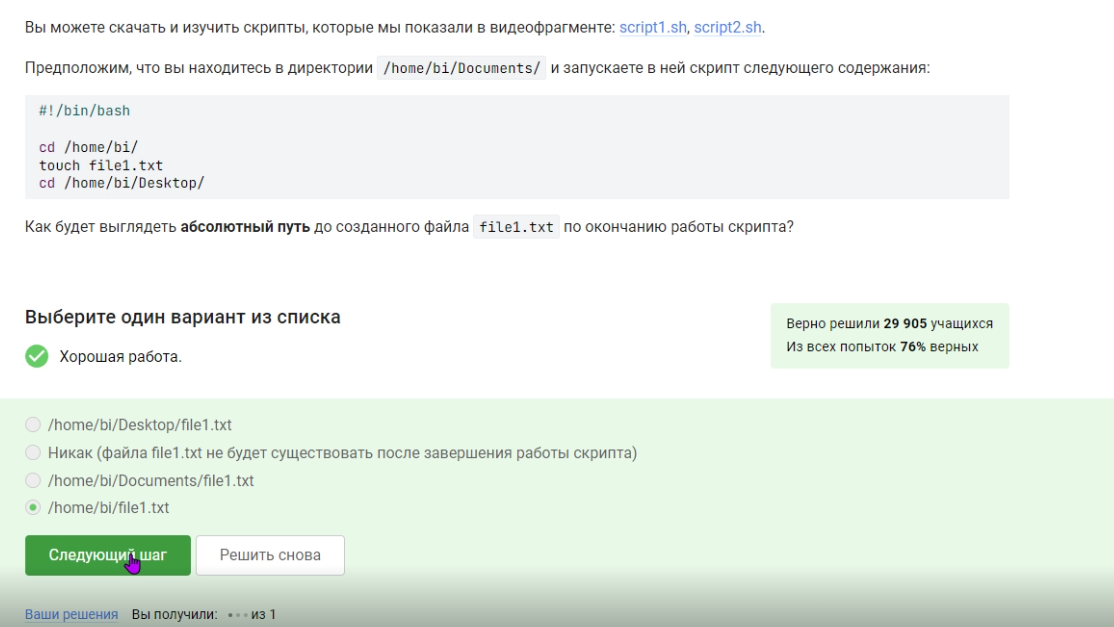 Вы можете скачать и изучить скрипты, которые мы показали в видеофрагменте: script1.sh, script2.sh.
Предположим, что вы находитесь в директории /home/bi/Documents/ и запускаете в ней скрипт следующего содержания:
#!/bin/bash
cd /home/bi/
touch file1.txt
cd /home/bi/Desktop/
Как будет выглядеть абсолютный путь до созданного файла file1.txt по окончанию работы скрипта?
Выберите один вариант из списка
Хорошая работа.
Верно решили 29 905 учащихся
Из всех попыток 76% верных
/home/bi/Desktop/file1.txt
Никак (файла file1.txt не будет существовать после завершения работы скрипта)
/home/bi/Documents/file1.txt
/home/bi/file1.txt
Следующий шаг
Решить снова
Ваши решения Вы получили: ••• из 1